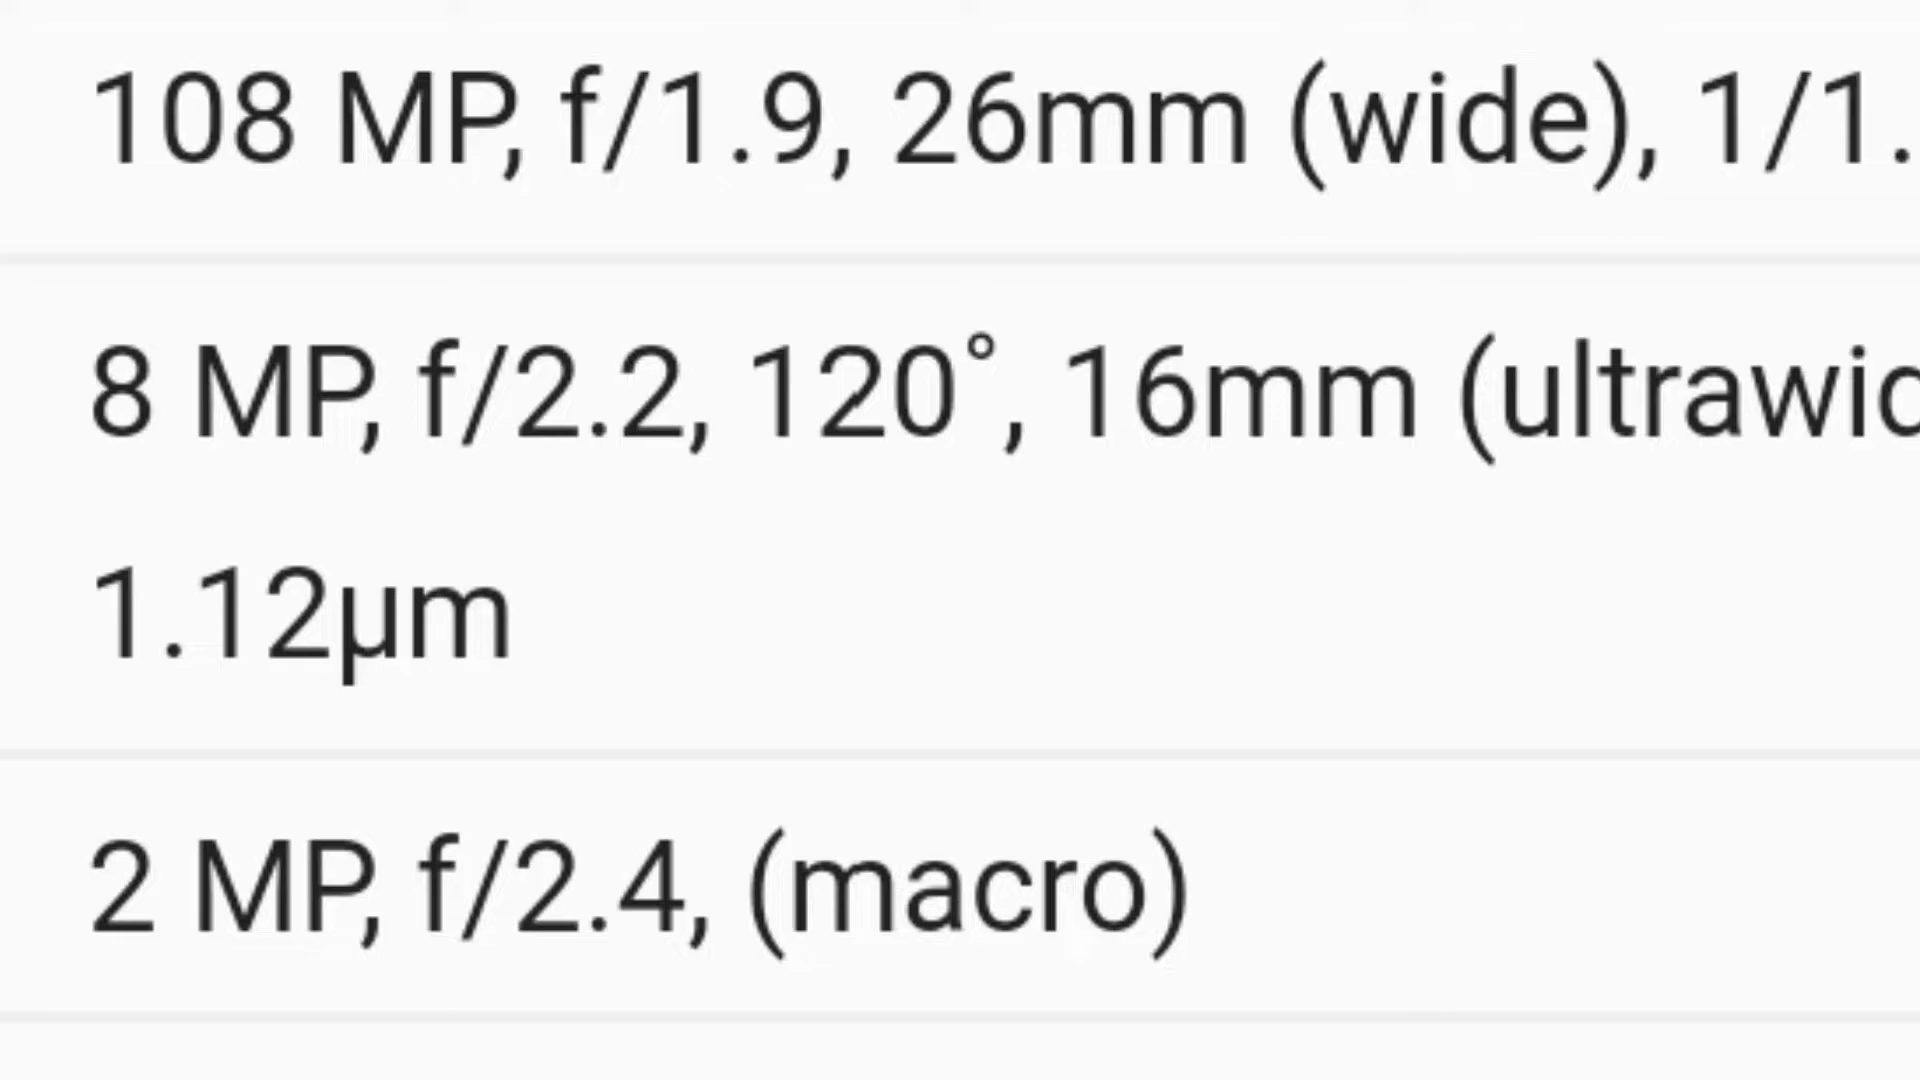 108 MP, f/1.9, 26mm (wide), 1/1.
8 MP, f/2.2, 120˚, 16mm (ultrawid
1.12µm
2 MP, f/2.4, (macro)